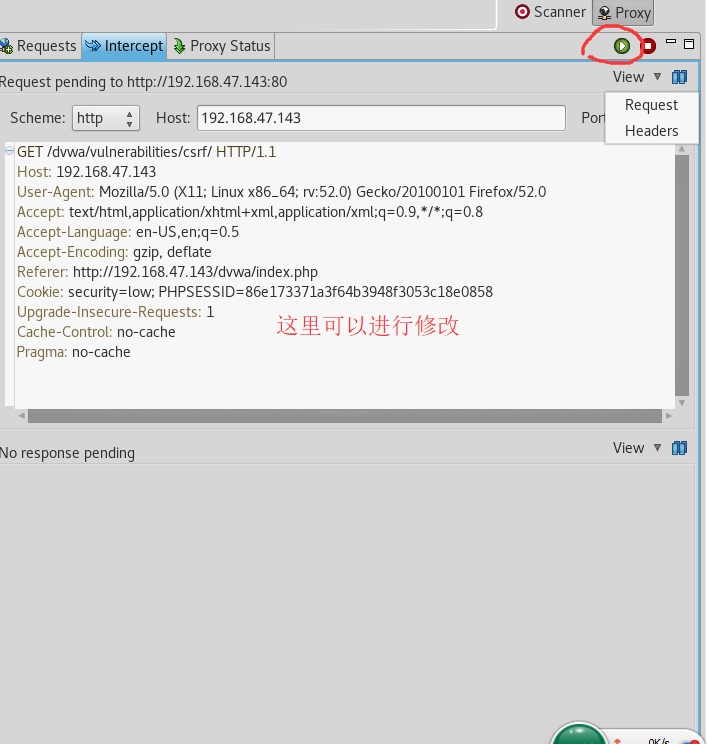 Scanner Proxy
Requests Intercept Proxy Status
Request pending to http://192.168.47.143:80
View
Request
Headers
Scheme: http Host: 192.168.47.143
GET /dvwa/vulnerabilities/csrf/ HTTP/1.1
Host: 192.168.47.143
User-Agent: Mozilla/5.0 (X11; Linux x86_64; rv:52.0) Gecko/20100101 Firefox/52.0
Accept: text/html,application/xhtml+xml,application/xml;q=0.9,*/*;q=0.8
Accept-Language: en-US,en;q=0.5
Accept-Encoding: gzip, deflate
Referer: http://192.168.47.143/dvwa/index.php
Cookie: security=low; PHPSESSID=86e173371a3f64b3948f3053c18e0858
Upgrade-Insecure-Requests: 1
这里可以进行修改
Cache-Control: no-cache
Pragma: no-cache
No response pending
View
0K/s